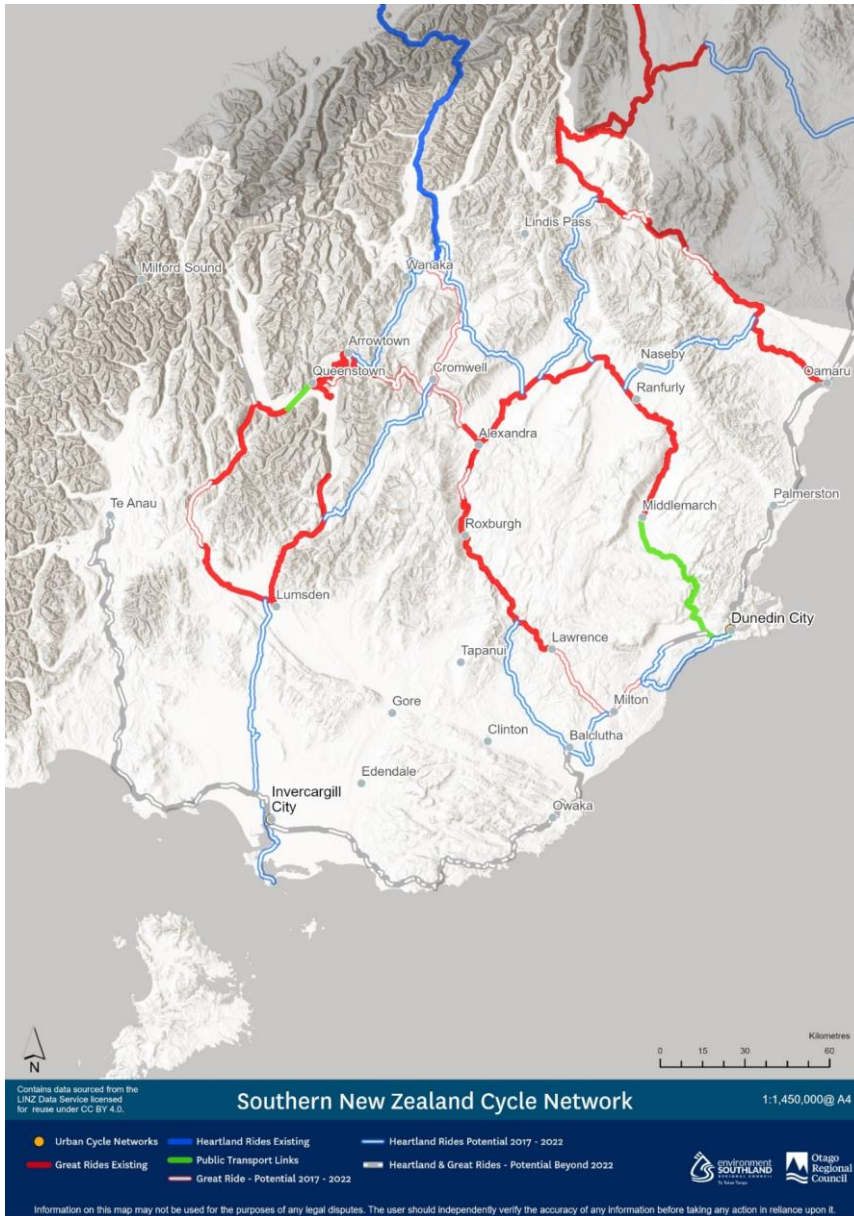 Lindis Pass
Milford Sound
Wanaka
Arrowtown
Queenstown
Cromwell
Naseby
Ranfurly
Oamaru
Alexandra
Te Anau
Roxburgh
Middlemarch
Palmerston
Lumsden
Dunedin City
Lawrence
Tapanui
Gore
Milton
Clinton
Balclutha
Edendale
Invercargill
City
Owaka
N
Kilometres
0 15 30 60
Contains data sourced from the
LINZ Data Service licensed
for reuse under CC BY 4.0.
Southern New Zealand Cycle Network
1:1,450,000@ A4
Urban Cycle Networks
Great Rides Existing
Heartland Rides Existing
Public Transport Links
Great Ride - Potential 2017 - 2022
Heartland Rides Potential 2017 - 2022
Heartland & Great Rides - Potential Beyond 2022
environment
SOUTHLAND
REGIONAL COUNCIL
Te Taiao Tonga
Otago
Regional
Council
Information on this map may not be used for the purposes of any legal disputes. The user should independently verify the accuracy of any information before taking any action in reliance upon it.